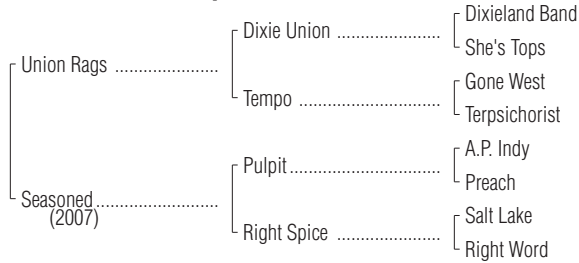 Dixieland Band
Dixie Union ....................
She's Tops
Union Rags ....................
Gone West
Tempo .........................
Terpsichorist
A.P. Indy
Pulpit...........................
Preach
Seasoned........................
(2007)
Salt Lake
Right Spice ....................
Right Word